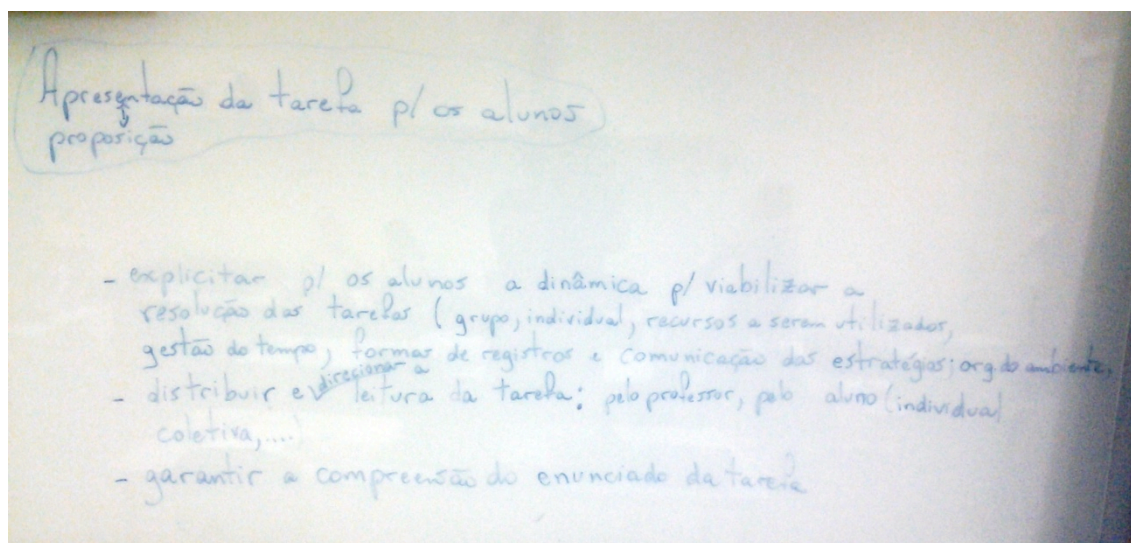 Apresentação da tarefa p/ os alunos
↓
proposição
- explicitar p/ os alunos a dinâmica p/ viabilizar a
resolução das tarefas (grupo, individual, recursos a serem utilizados,
gestão do tempo, formas de registros e comunicação das estratégias; org. do ambiente,
- distribuir e direcionar a leitura da tarefa: pelo professor, pelo aluno (individual
coletiva,....)
- garantir a compreensão do enunciado da tarefa